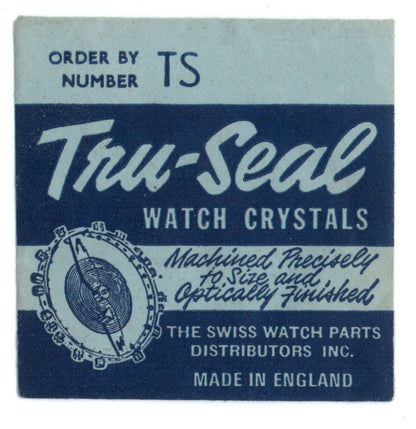 ORDER BY
NUMBER TS
Tru-Seal
WATCH CRYSTALS
Machined Precisely
to Size and
Optically Finished
THE SWISS WATCH PARTS
DISTRIBUTORS INC.
MADE IN ENGLAND